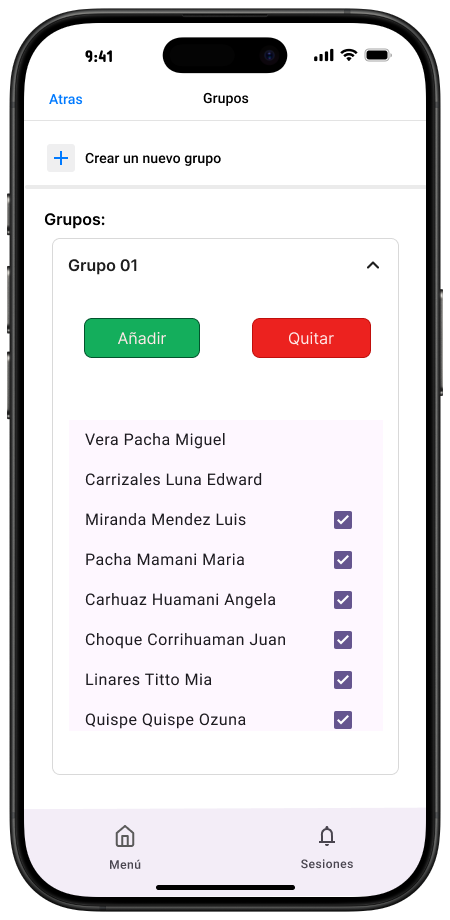 9:41
Atras
Grupos
Crear un nuevo grupo
Grupos:
Grupo 01
Añadir
Quitar
Vera Pacha Miguel
Carrizales Luna Edward
Miranda Mendez Luis
Pacha Mamani Maria
Carhuaz Huamani Angela
Choque Corrihuaman Juan
Linares Titto Mia
Quispe Quispe Ozuna
Menú
Sesiones